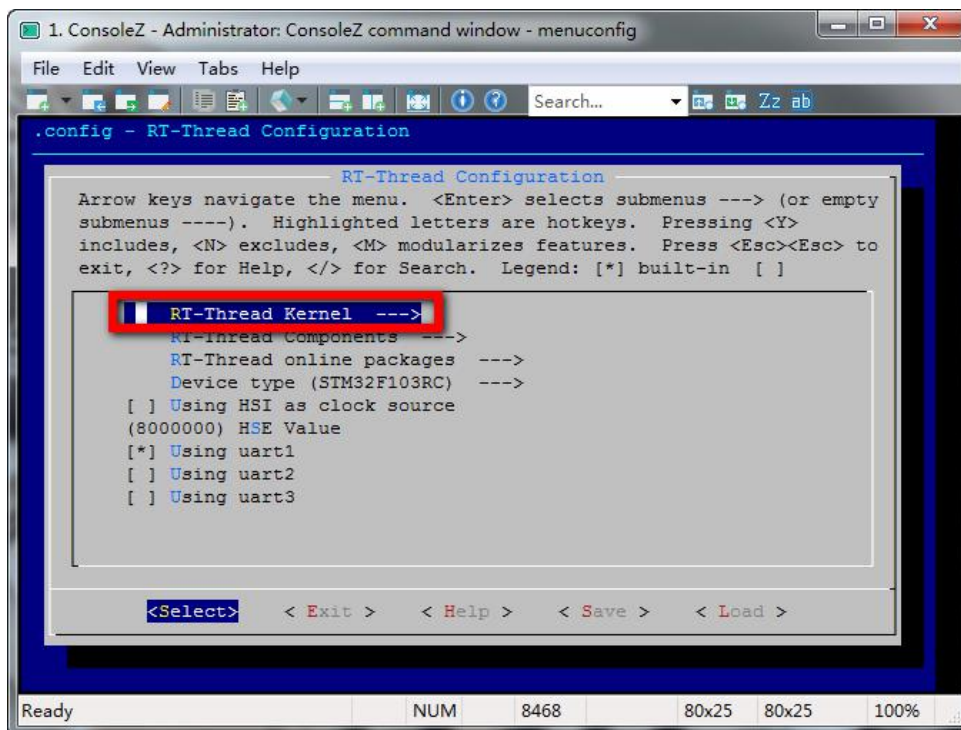 1. ConsoleZ - Administrator: ConsoleZ command window - menuconfig
File Edit View Tabs Help
Search... Zz ab
.config - RT-Thread Configuration
RT-Thread Configuration
Arrow keys navigate the menu. <Enter> selects submenus ---> (or empty
submenus ----). Highlighted letters are hotkeys. Pressing <Y>
includes, <N> excludes, <M> modularizes features. Press <Esc><Esc> to
exit, <?> for Help, </> for Search. Legend: [*] built-in [ ]
RT-Thread Kernel --->
RT-Thread Components --->
RT-Thread online packages --->
Device type (STM32F103RC) --->
[ ] Using HSI as clock source
(8000000) HSE Value
[*] Using uart1
[ ] Using uart2
[ ] Using uart3
<Select> < Exit > < Help > < Save > < Load >
Ready NUM 8468 80x25 80x25 100%